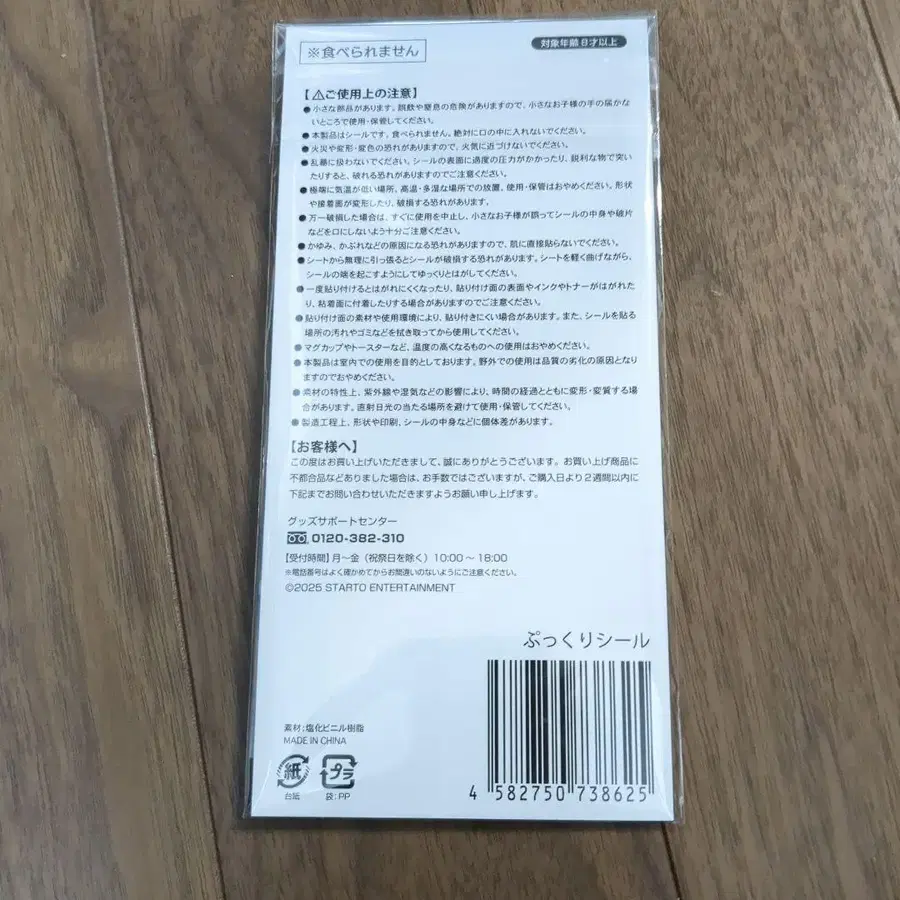 ※食べられません
対象年齢8才以上
【⚠ご使用上の注意】
●小さな部品があります。誤飲や窒息の危険がありますので、小さなお子様の手の届かな
いところで使用・保管してください。
●本製品はシールです。食べられません。絶対に口の中に入れないでください。
●火災や変形・変色の恐れがありますので、火気に近づけないでください。
●乱暴に扱わないでください。シールの表面に過度の圧力がかかったり、鋭利な物で突い
たりすると、破れる恐れがありますのでご注意ください。
●極端に気温が低い場所、高温・多湿な場所での放置、使用・保管はおやめください。形状
や接着面が変形したり、破損する恐れがあります。
●万一破損した場合は、すぐに使用を中止し、小さなお子様が誤ってシールの中身や破片
などを口にしないよう十分ご注意ください。
●かゆみ、かぶれなどの原因になる恐れがありますので、肌に直接貼らないでください。
●シートから無理に引っ張るとシールが破損する恐れがあります。シートを軽く曲げながら、
シールの端を起こすようにしてゆっくりとはがしてください。
●一度貼り付けるとはがれにくくなったり、貼り付け面の表面やインクやトナーがはがれた
り、粘着面に付着したりする場合がありますのでご注意ください。
●貼り付け面の素材や使用環境により、貼り付きにくい場合があります。また、シールを貼る
場所の汚れやゴミなどを拭き取ってから使用してください。
●マグカップやトースターなど、温度の高くなるものへの使用はおやめください。
●本製品は室内での使用を目的としております。野外での使用は品質の劣化の原因となり
ますのでおやめください。
●素材の特性上、紫外線や湿気などの影響により、時間の経過とともに変形・変質する場
合があります。直射日光の当たる場所を避けて使用・保管してください。
●製造工程上、形状や印刷、シールの中身などに個体差があります。
【お客様へ】
この度はお買い上げいただきまして、誠にありがとうございます。お買い上げ商品に
不都合品などありました場合は、お手数ではございますが、ご購入日より2週間以内に
下記までお問い合わせいただきますようお願い申し上げます。
グッズサポートセンター
0120-382-310
【受付時間】月〜金（祝祭日を除く）10:00〜18:00
※電話番号はよく確かめてからお間違いのないようにご注意ください。
©2025 STARTO ENTERTAINMENT
ぷっくりシール
素材:塩化ビニル樹脂
MADE IN CHINA
紙
プラ
台紙
袋:PP
4 582750 738625